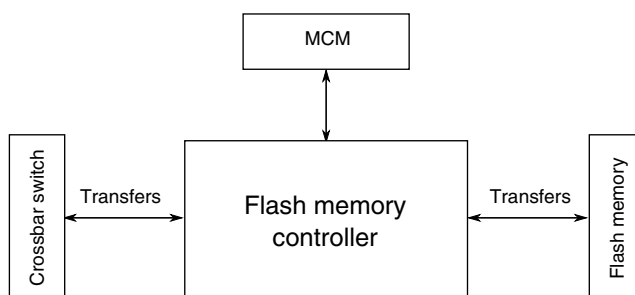 MCM
Crossbar switch
Transfers
Flash memory
controller
Transfers
Flash memory